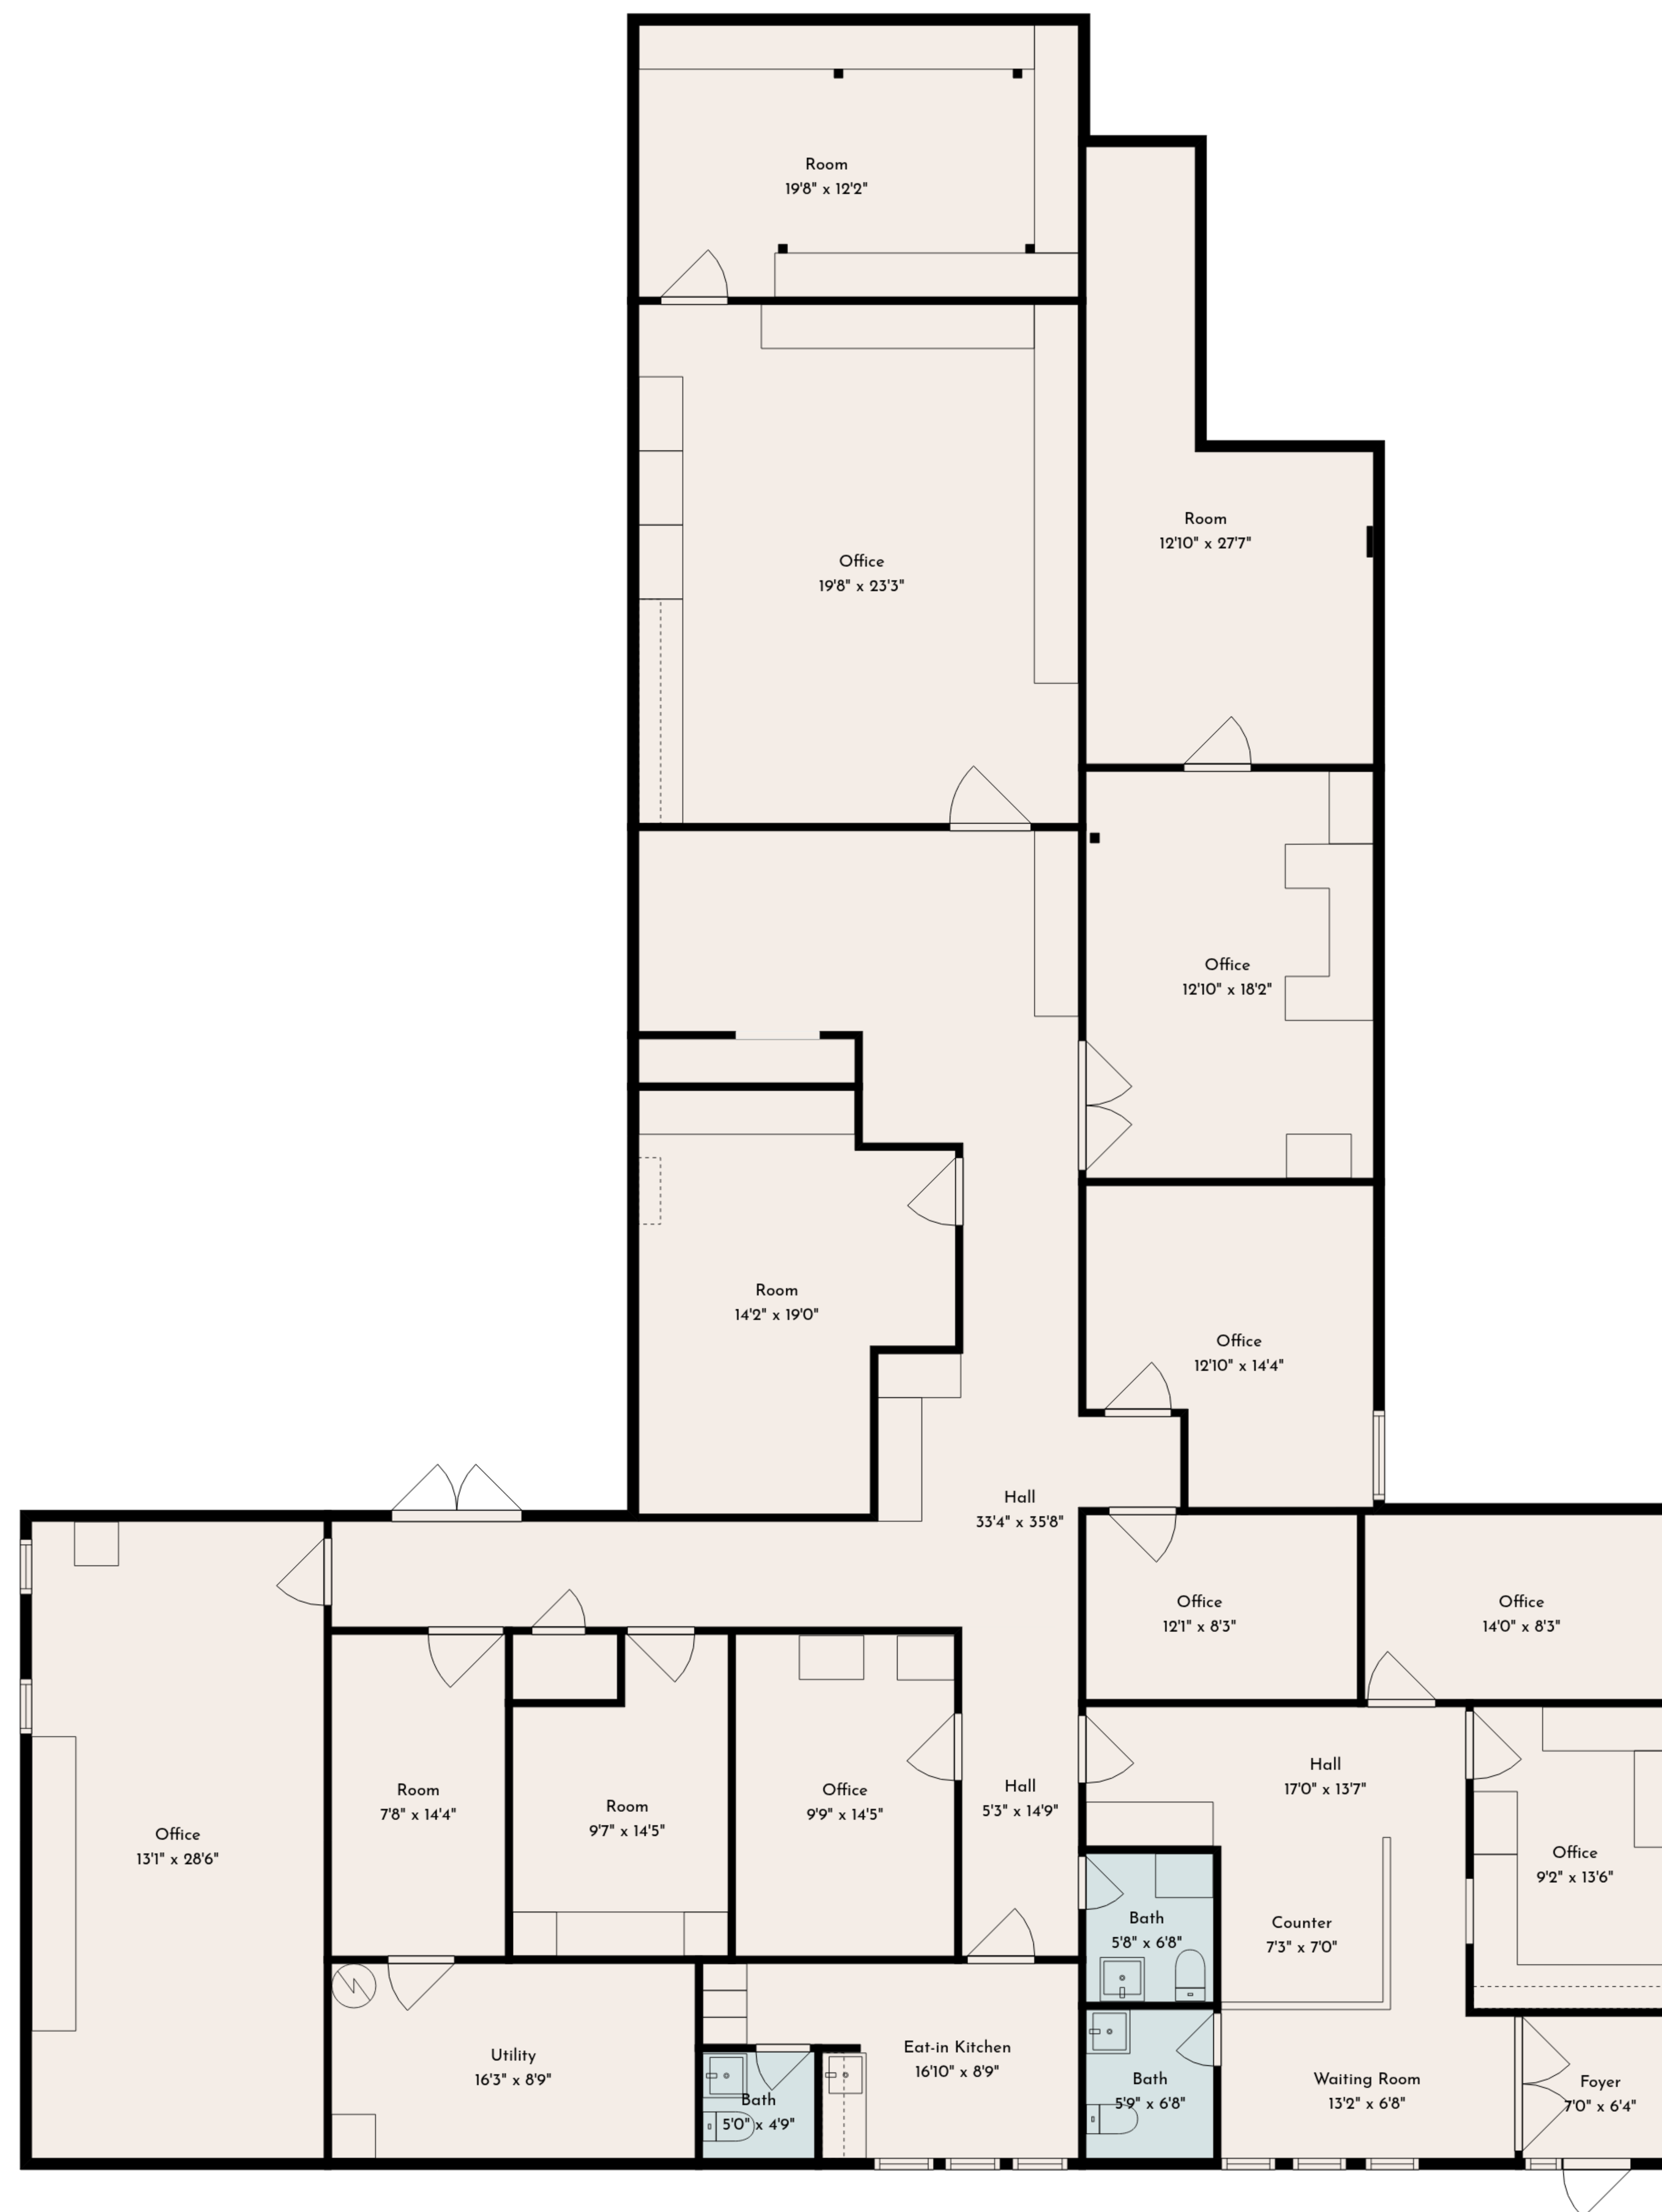 Room
19'8" x 12'2"
Room
12'10" x 27'7"
Office
19'8" x 23'3"
Office
12'10" x 18'2"
Room
14'2" x 19'0"
Office
12'10" x 14'4"
Hall
33'4" x 35'8"
Office
12'1" x 8'3"
Office
14'0" x 8'3"
Hall
17'0" x 13'7"
Hall
5'3" x 14'9"
Room
7'8" x 14'4"
Room
9'7" x 14'5"
Office
9'9" x 14'5"
Office
13'1" x 28'6"
Office
9'2" x 13'6"
Bath
5'8" x 6'8"
Counter
7'3" x 7'0"
Utility
16'3" x 8'9"
Eat-in Kitchen
16'10" x 8'9"
Bath
5'0" x 4'9"
Bath
5'9" x 6'8"
Waiting Room
13'2" x 6'8"
Foyer
7'0" x 6'4"